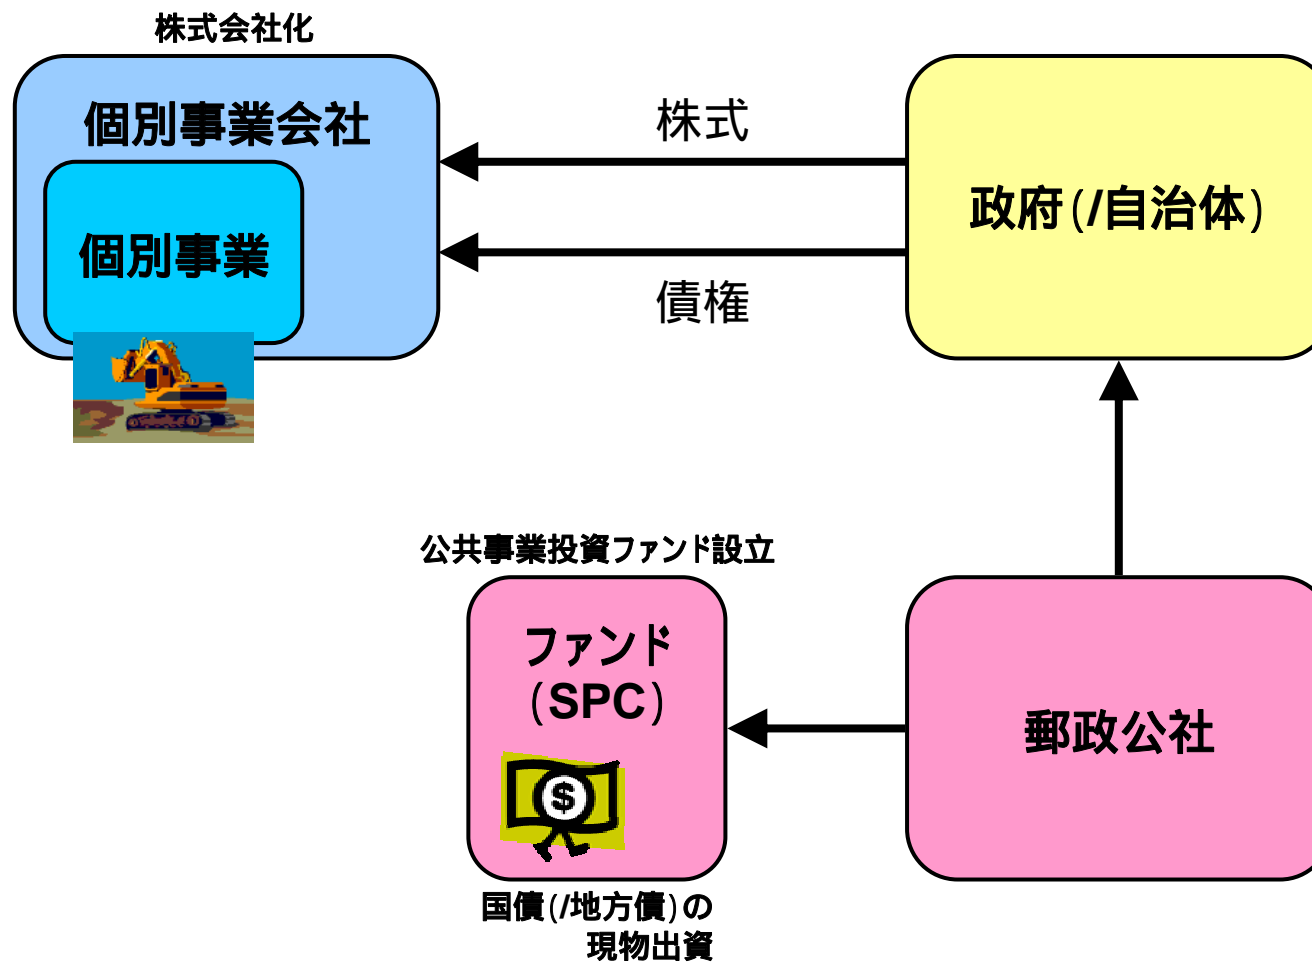 株式会社化
個別事業会社
個別事業
株式
債権
政府(/自治体)
公共事業投資ファンド設立
ファンド
(SPC)
$
郵政公社
国債(/地方債)の
現物出資